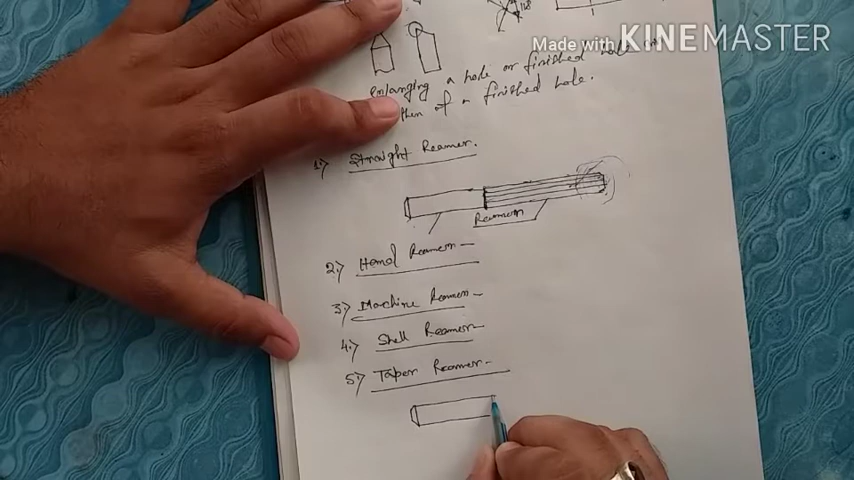 Made with KINEMASTER
118
enlarging a hole or finished hole
then of a finished hole.
1) Straight Reamer.
Reamer
2) Hand Reamer -
3) Machine Reamer -
4) Shell Reamer -
5) Taper Reamer -